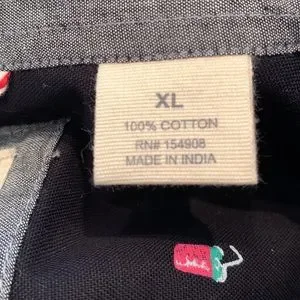 XL
100% COTTON
RN# 154908
MADE IN INDIA